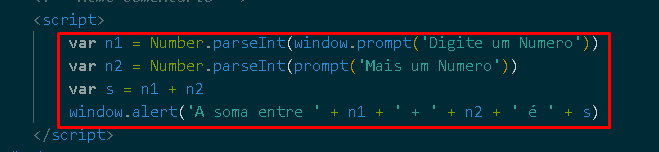 <script>
var n1 = Number.parseInt(window.prompt('Digite um Numero'))
var n2 = Number.parseInt(prompt('Mais um Numero'))
var s = n1 + n2
window.alert('A soma entre ' + n1 + ' + ' + n2 + ' é ' + s)
</script>